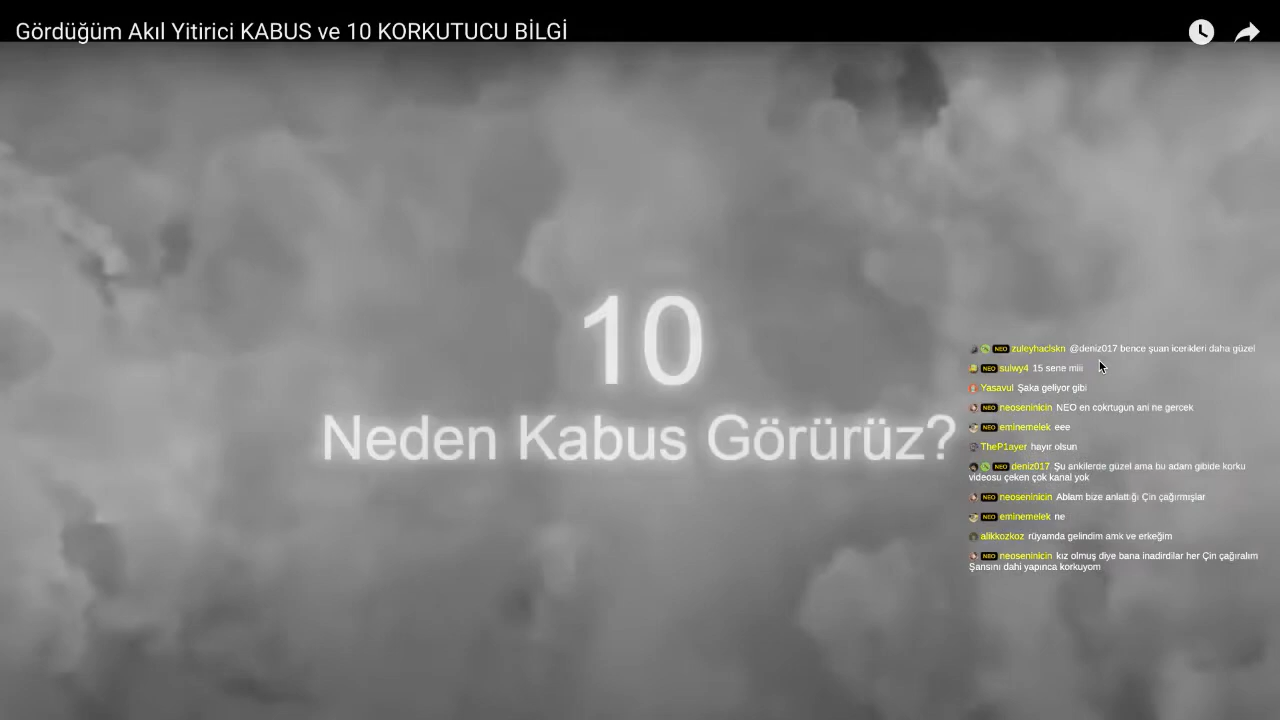 Gördüğüm Akıl Yitirici KABUS ve 10 KORKUTUCU BİLGİ
10
Neden Kabus Görürüz?
NEO zuleyhaclskn @deniz017 bence şuan icerikleri daha güzel
NEO sulwy4 15 sene miii
Yasavul Şaka geliyor gibi
NEO neoseninicin NEO en cokrtugun ani ne gercek
NEO eminemelek eee
TheP1ayer hayır olsun
NEO deniz017 Şu ankilerde güzel ama bu adam gibide korku
videosu çeken çok kanal yok
NEO neoseninicin Ablam bize anlattığı Çin çağırmışlar
NEO eminemelek ne
alikkozkoz rüyamda gelindim amk ve erkeğim
NEO neoseninicin kız olmuş diye bana inadirdilar her Çin çağıralım
Şansını dahi yapınca korkuyom